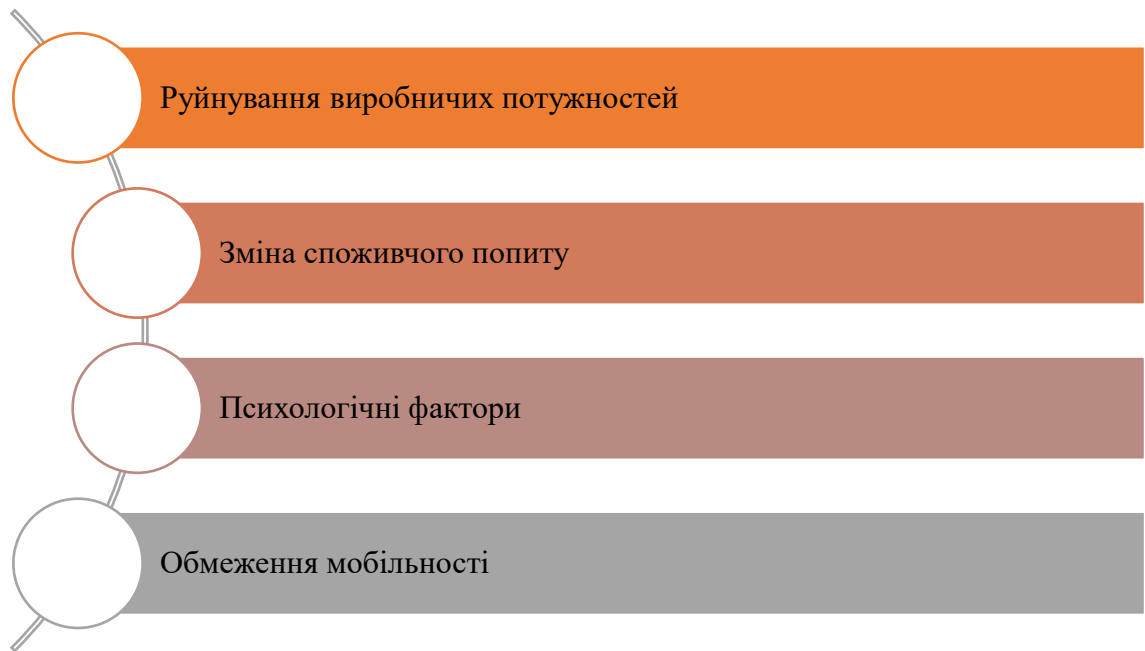 Руйнування виробничих потужностей
Зміна споживчого попиту
Психологічні фактори
Обмеження мобільності